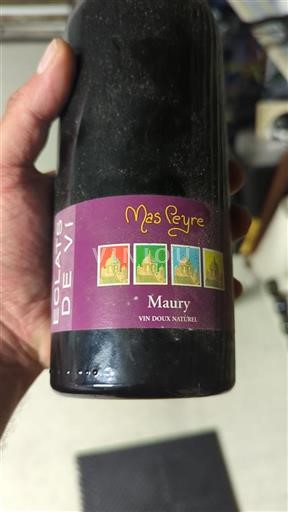 ECLATS
DE VI
Mas Peyre
Maury
VIN DOUX NATUREL